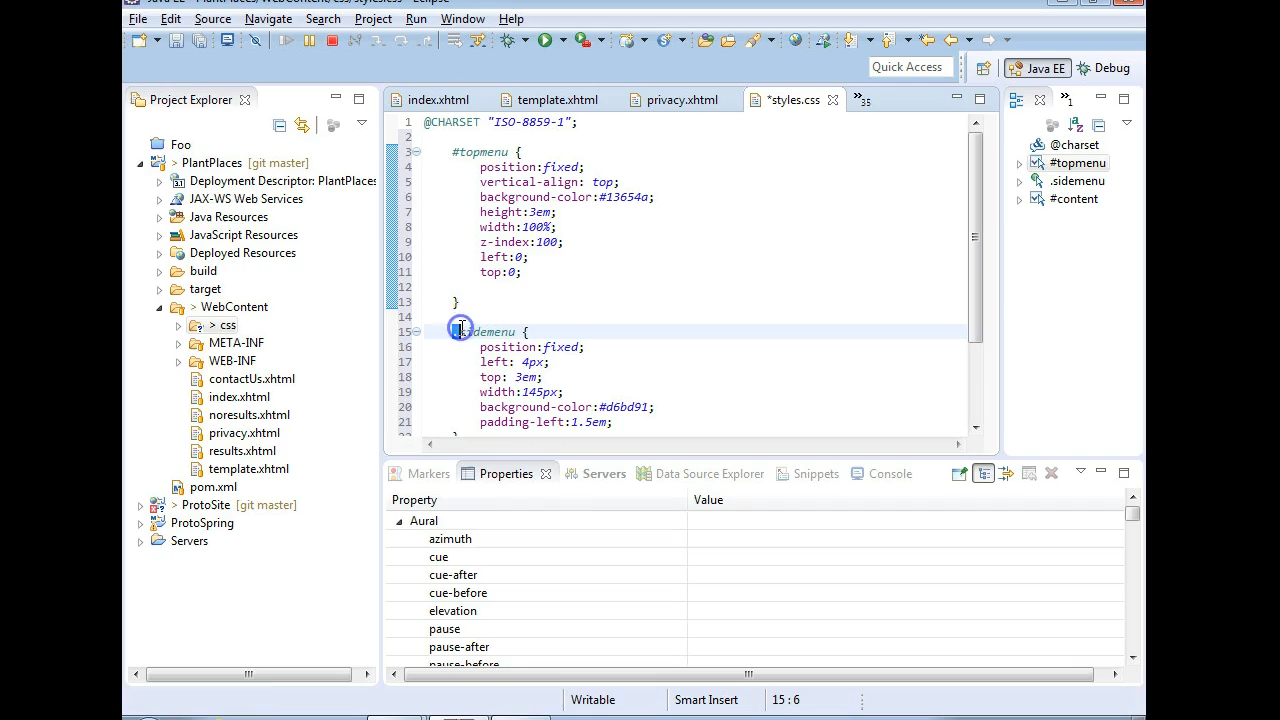 File Edit Source Navigate Search Project Run Window Help
Quick Access
Java EE
Debug
Project Explorer
Foo
> PlantPlaces [git master]
Deployment Descriptor: PlantPlaces
JAX-WS Web Services
Java Resources
JavaScript Resources
Deployed Resources
build
target
> WebContent
> css
META-INF
WEB-INF
contactUs.xhtml
index.xhtml
noresults.xhtml
privacy.xhtml
results.xhtml
template.xhtml
pom.xml
> ProtoSite [git master]
ProtoSpring
Servers
index.xhtml template.xhtml privacy.xhtml *styles.css »35
1 @CHARSET "ISO-8859-1";
2
3 #topmenu {
4 position:fixed;
5 vertical-align: top;
6 background-color:#13654a;
7 height:3em;
8 width:100%;
9 z-index:100;
10 left:0;
11 top:0;
12
13 }
14
15 .sidemenu {
16 position:fixed;
17 left: 4px;
18 top: 3em;
19 width:145px;
20 background-color:#d6bd91;
21 padding-left:1.5em;
22 }
»1
@charset
#topmenu
.sidemenu
#content
Markers Properties Servers Data Source Explorer Snippets Console
Property Value
Aural
azimuth
cue
cue-after
cue-before
elevation
pause
pause-after
pause-before
Writable Smart Insert 15 : 6